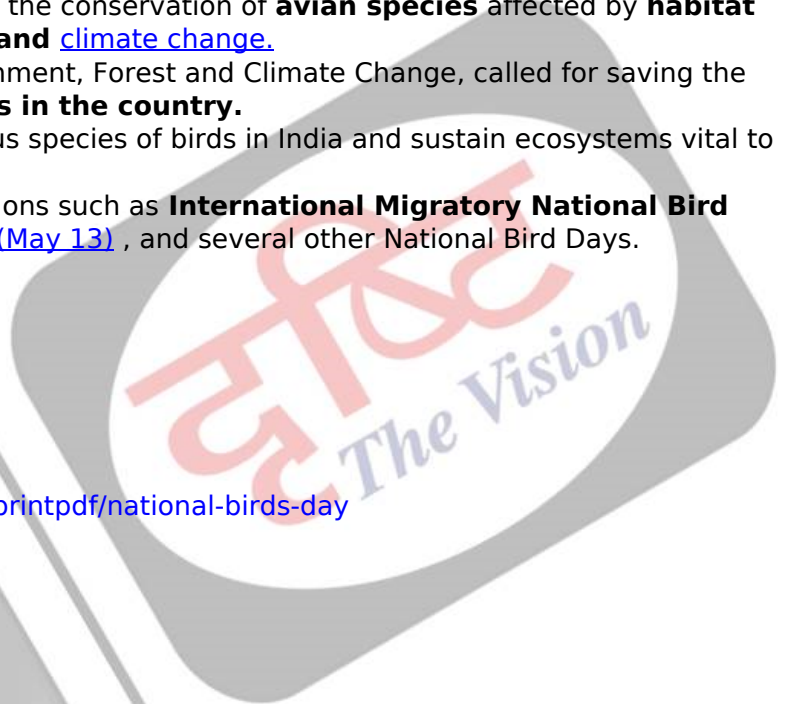 the conservation of avian species affected by habitat
and climate change.
nment, Forest and Climate Change, called for saving the
s in the country.
us species of birds in India and sustain ecosystems vital to
ons such as International Migratory National Bird
(May 13) , and several other National Bird Days.
दृष्टि
The Vision
printpdf/national-birds-day